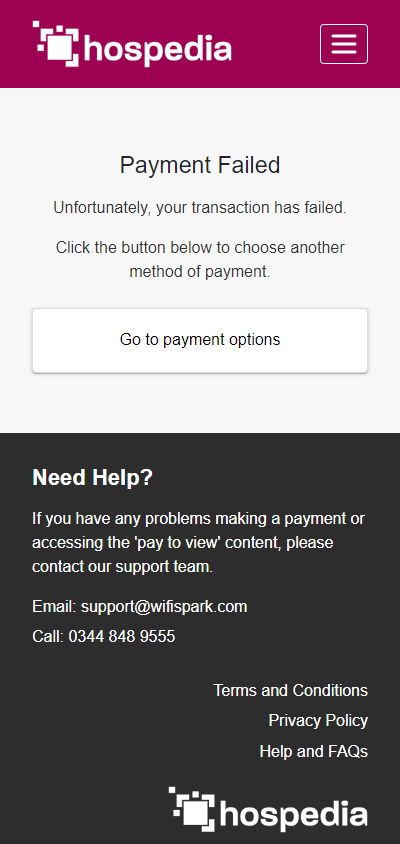 hospedia
Payment Failed
Unfortunately, your transaction has failed.
Click the button below to choose another
method of payment.
Go to payment options
Need Help?
If you have any problems making a payment or
accessing the 'pay to view' content, please
contact our support team.
Email: support@wifispark.com
Call: 0344 848 9555
Terms and Conditions
Privacy Policy
Help and FAQs
hospedia